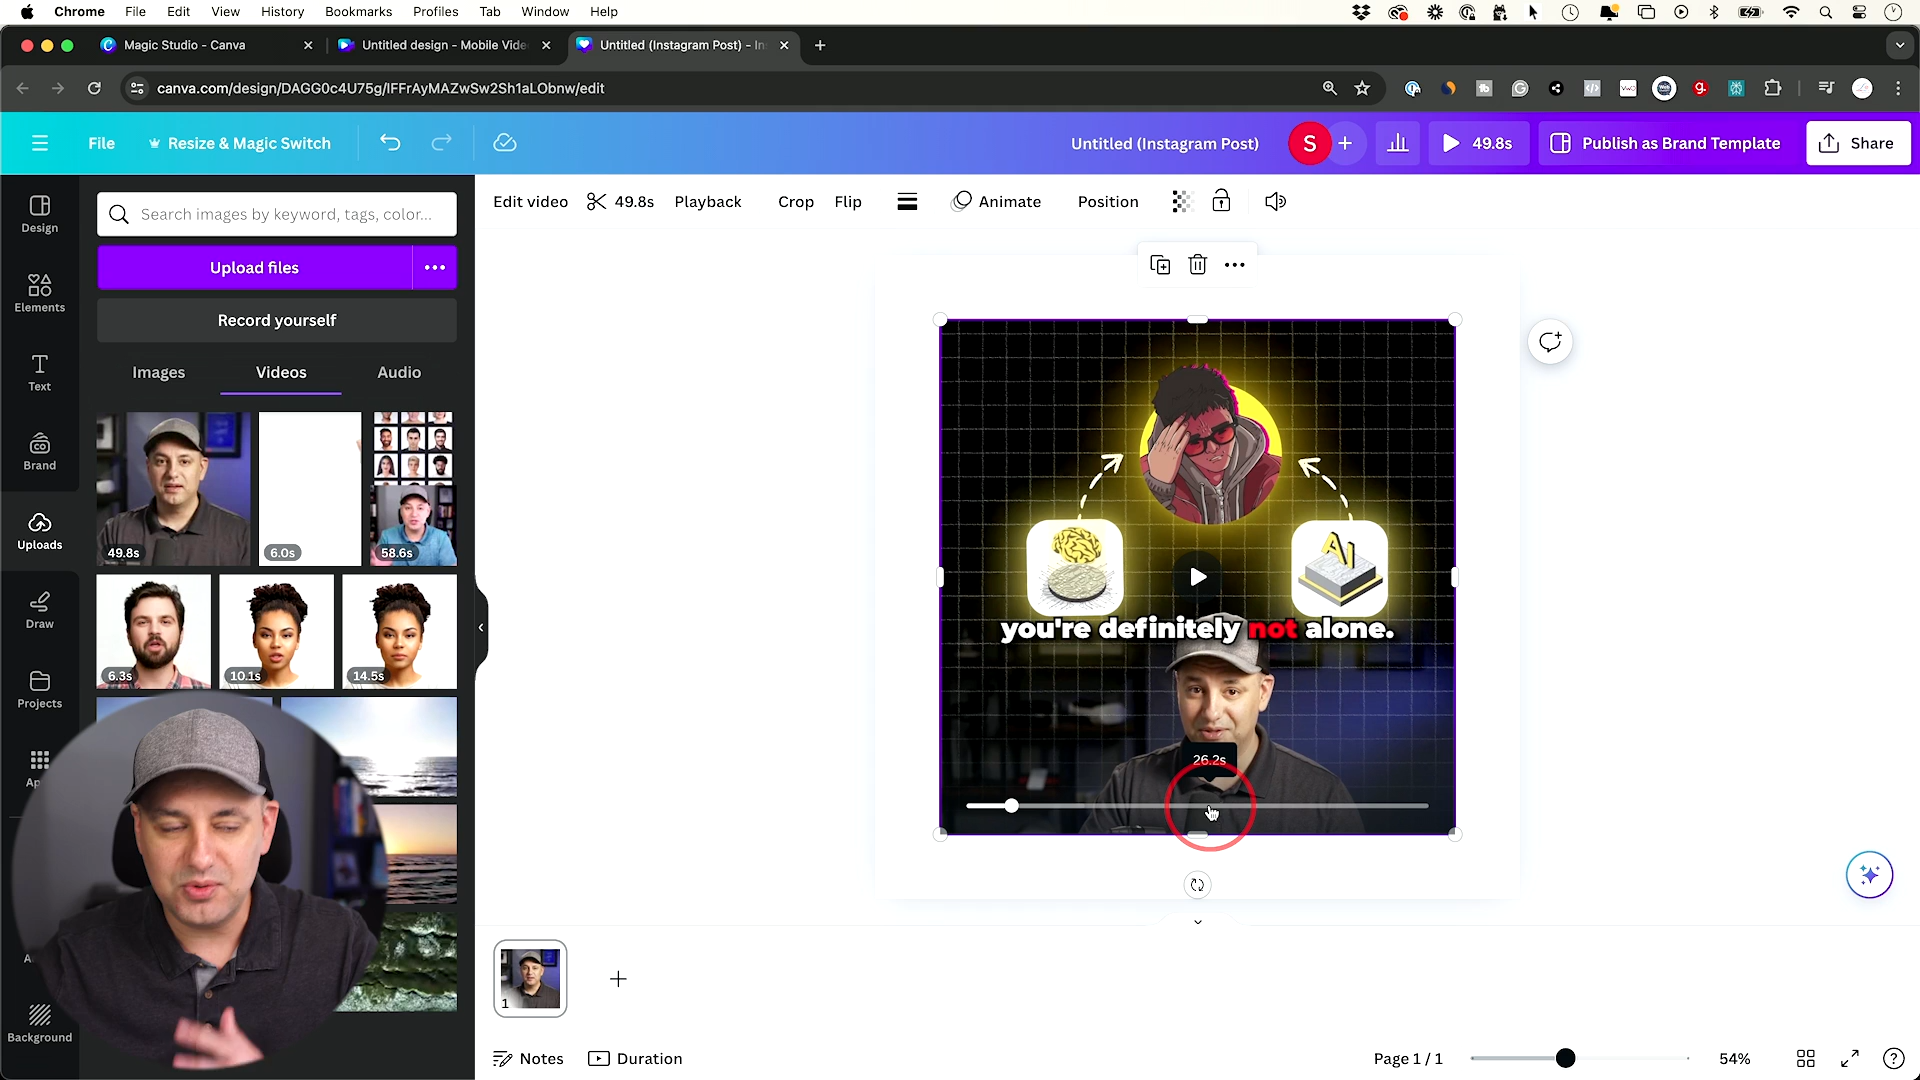 Chrome File Edit View History Bookmarks Profiles Tab Window Help
Magic Studio - Canva
Untitled design - Mobile Vide
Untitled (Instagram Post) - In
canva.com/design/DAGG0c4U75g/IFFrAyMAZwSw2Sh1aLObnw/edit
File
Resize & Magic Switch
Untitled (Instagram Post)
S
49.8s
Publish as Brand Template
Share
Design
Elements
Text
Brand
Uploads
Draw
Projects
Ap
A
Background
Search images by keyword, tags, color...
Upload files
Record yourself
Images
Videos
Audio
49.8s
6.0s
58.6s
6.3s
10.1s
14.5s
Edit video
49.8s
Playback
Crop
Flip
Animate
Position
AI
you're definitely not alone.
26.2s
1
Notes
Duration
Page 1 / 1
54%